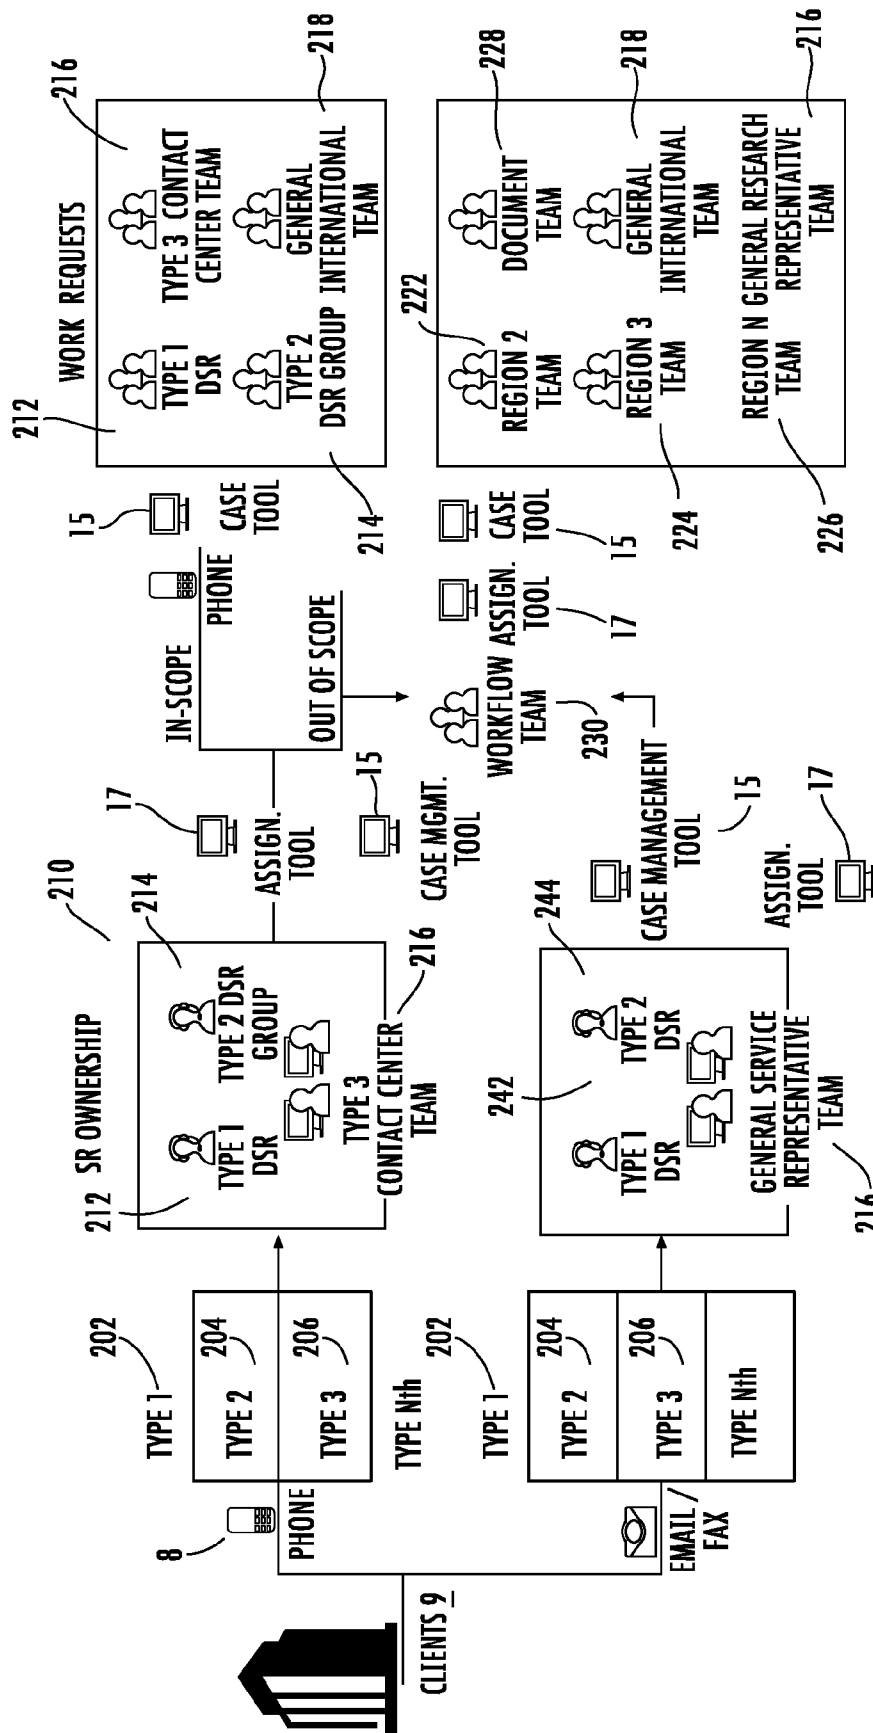 CLIENTS 9
8
PHONE
EMAIL /
FAX
TYPE 1
202
TYPE 2
204
TYPE 3
206
TYPE Nth
TYPE 1
202
TYPE 2
204
TYPE 3
206
TYPE Nth
SR OWNERSHIP
210
212
TYPE 1
DSR
214
TYPE 2 DSR
GROUP
TYPE 3
CONTACT CENTER
TEAM
216
242
244
TYPE 1
DSR
TYPE 2
DSR
GENERAL SERVICE
REPRESENTATIVE
TEAM
216
17
ASSIGN.
TOOL
15
CASE MGMT.
TOOL
CASE MANAGEMENT
TOOL
15
ASSIGN.
TOOL
17
IN-SCOPE
PHONE
OUT OF SCOPE
15
CASE
TOOL
WORKFLOW
TEAM
230
ASSIGN.
TOOL
17
CASE
TOOL
15
WORK REQUESTS
212
TYPE 1
DSR
216
TYPE 3 CONTACT
CENTER TEAM
TYPE 2
DSR GROUP
214
GENERAL
INTERNATIONAL
TEAM
218
222
REGION 2
TEAM
228
DOCUMENT
TEAM
REGION 3
TEAM
224
GENERAL
INTERNATIONAL
TEAM
218
REGION N
TEAM
226
GENERAL RESEARCH
REPRESENTATIVE
TEAM
216